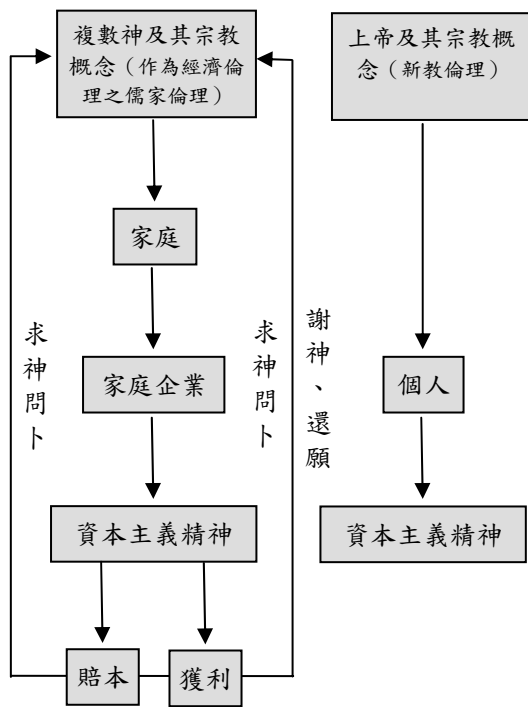 複數神及其宗教
概念（作為經濟倫
理之儒家倫理）
家庭
家庭企業
資本主義精神
賠本
獲利
求神問卜
求神問卜
謝神、還願
上帝及其宗教概
念（新教倫理）
個人
資本主義精神